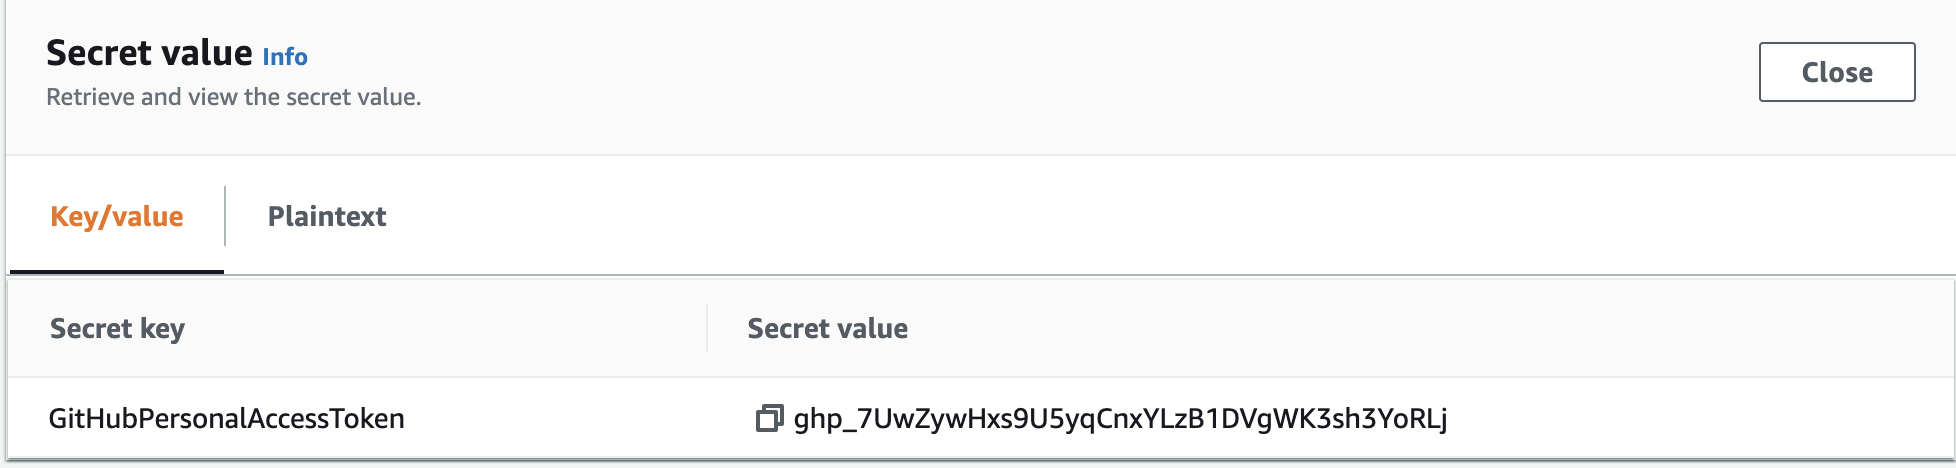 Secret value Info
Retrieve and view the secret value.
Close
Key/value
Plaintext
Secret key
Secret value
GitHubPersonalAccessToken
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